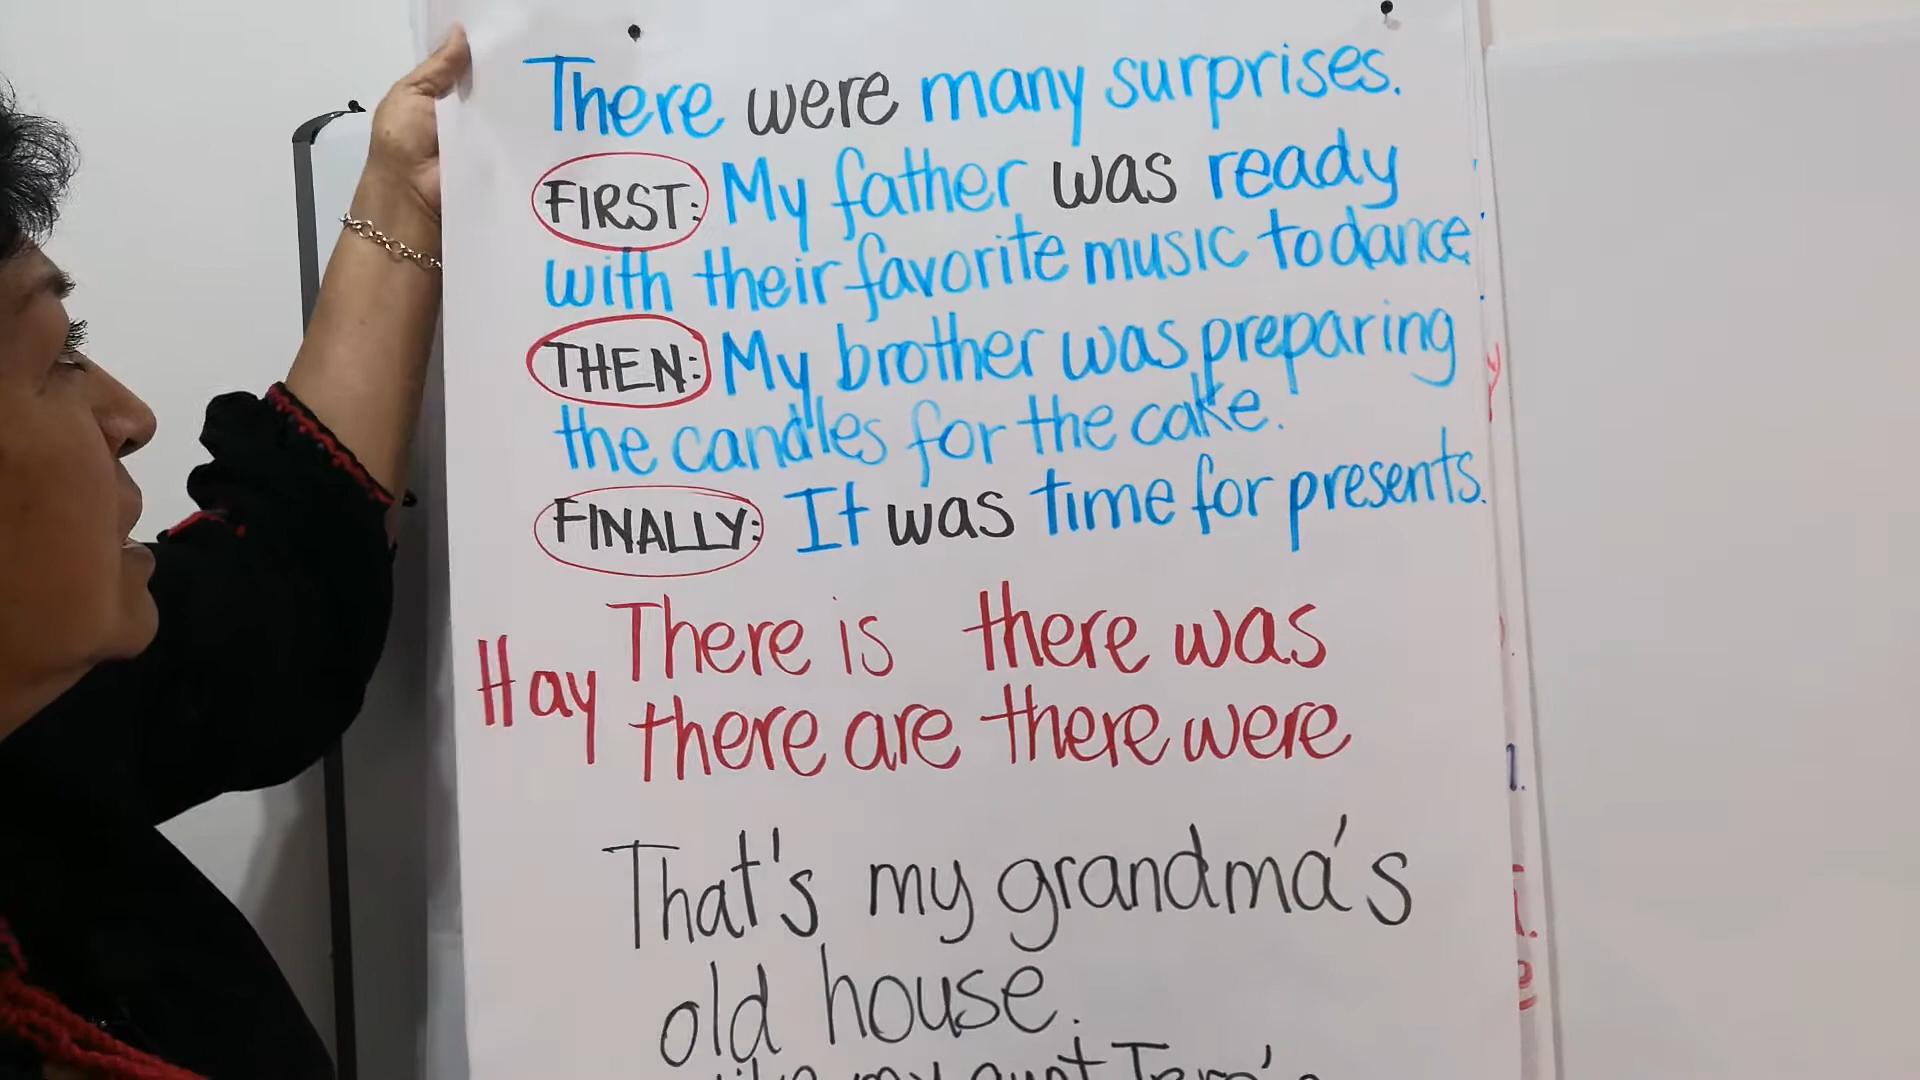 There were many surprises.
FIRST: My father was ready
with their favorite music to dance.
THEN: My brother was preparing
the candles for the cake.
FINALLY: It was time for presents.
Hay There is there was
there are there were
That's my grandma's
old house.
my aunt